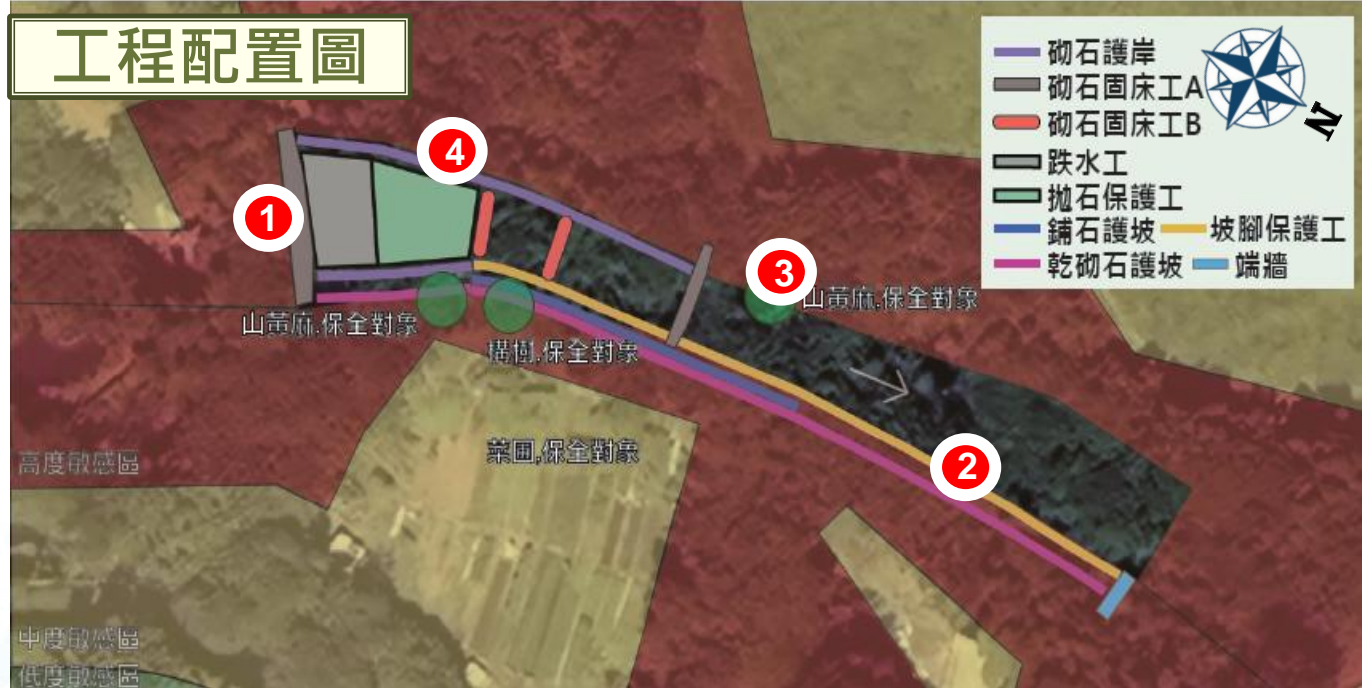 工程配置圖
砌石護岸
砌石固床工A
砌石固床工B
跌水工
拋石保護工
鋪石護坡 坡腳保護工
乾砌石護坡 端牆
N
4
1
3
山黃麻,保全對象
山黃麻,保全對象
構樹,保全對象
菜圃,保全對象
高度敏感區
2
中度敏感區
低度敏感區